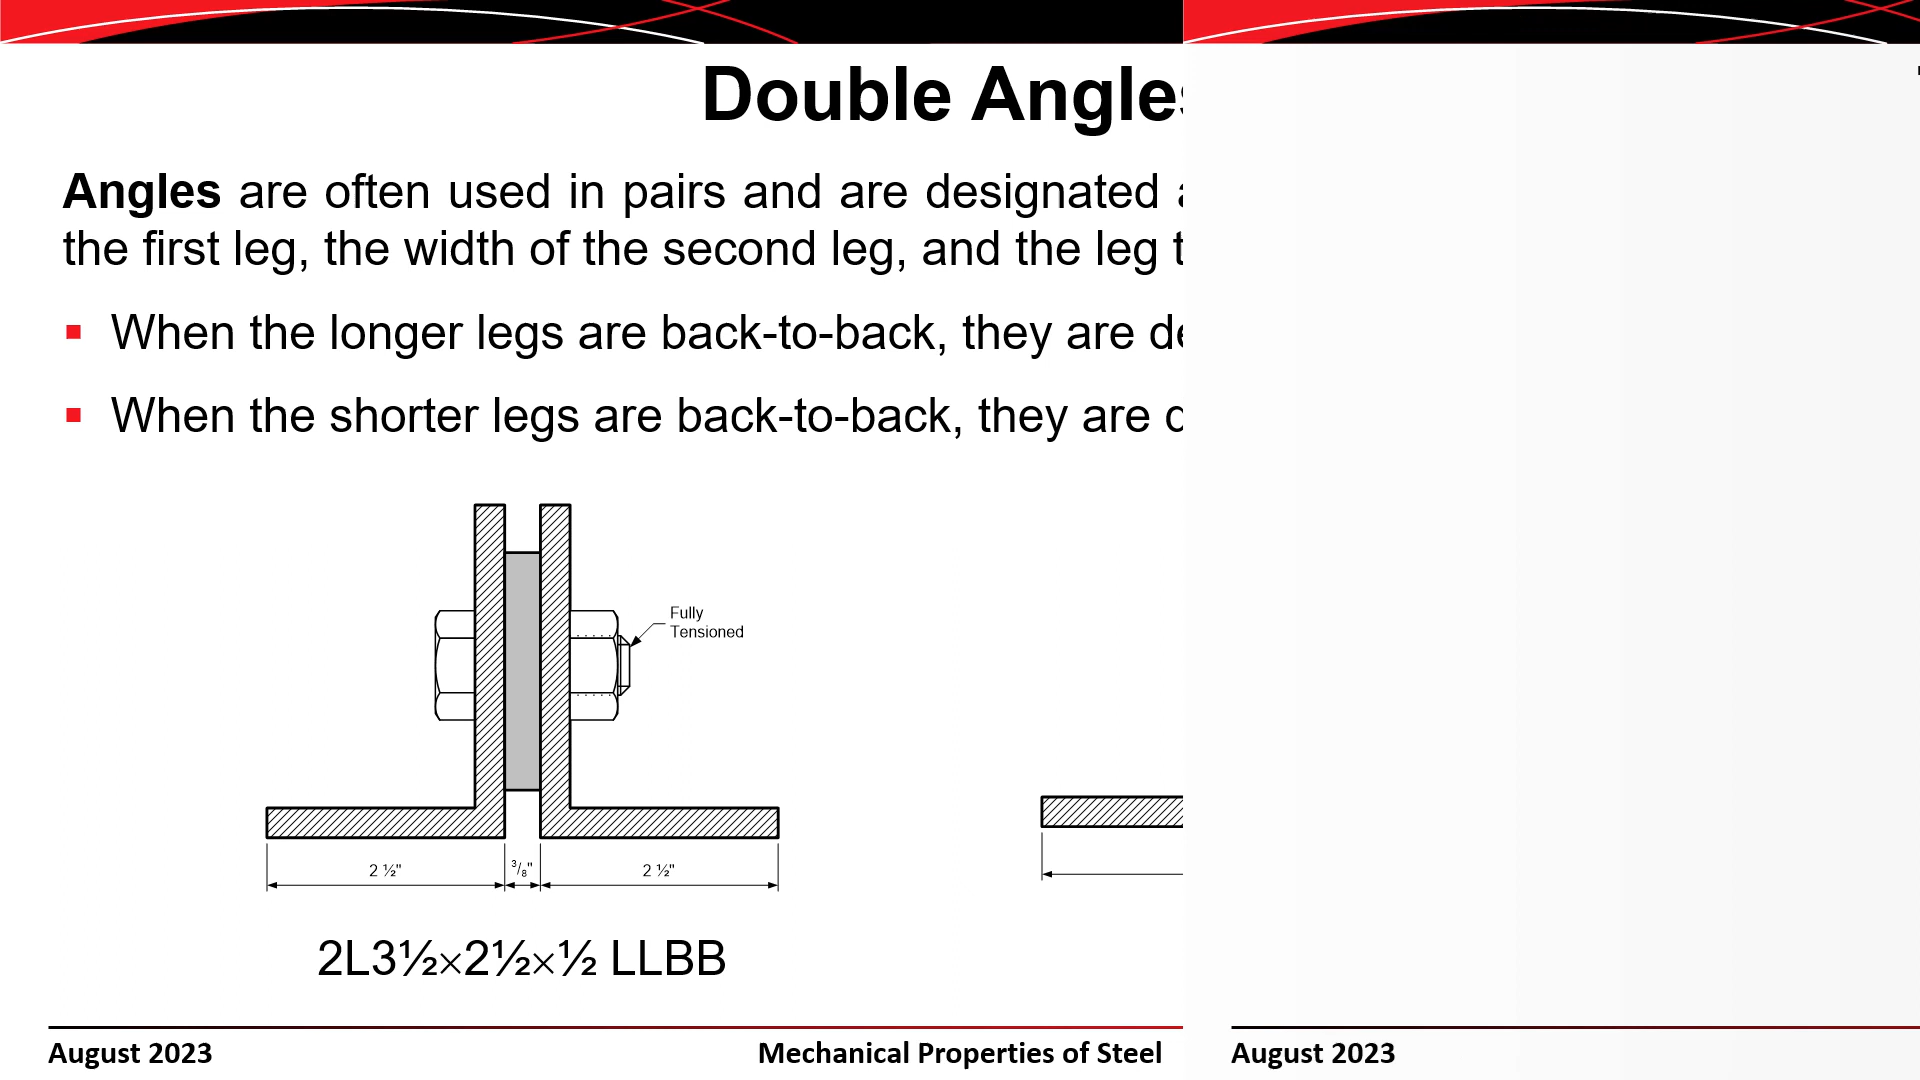 Double Angles
Angles are often used in pairs and are designated
the first leg, the width of the second leg, and the leg
When the longer legs are back-to-back, they are
When the shorter legs are back-to-back, they are
Fully
Tensioned
2 ½" 3/8" 2 ½"
2L3½×2½×½ LLBB
August 2023 Mechanical Properties of Steel August 2023